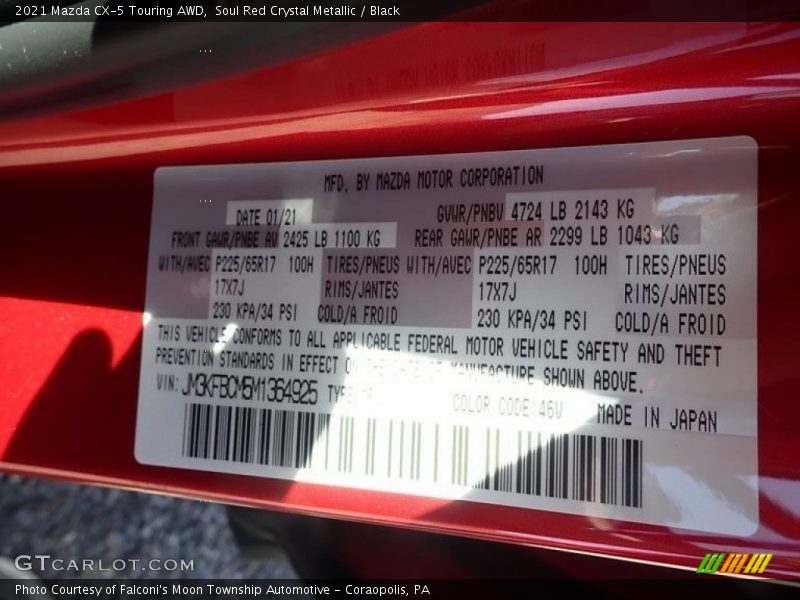 2021 Mazda CX-5 Touring AWD, Soul Red Crystal Metallic / Black
MFD. BY MAZDA MOTOR CORPORATION
DATE 01/21 GVWR/PNBV 4724 LB 2143 KG
FRONT GAWR/PNBE AV 2425 LB 1100 KG REAR GAWR/PNBE AR 2299 LB 1043 KG
WITH/AVEC P225/65R17 100H TIRES/PNEUS WITH/AVEC P225/65R17 100H TIRES/PNEUS
17X7J RIMS/JANTES 17X7J RIMS/JANTES
230 KPA/34 PSI COLD/A FROID 230 KPA/34 PSI COLD/A FROID
THIS VEHICLE CONFORMS TO ALL APPLICABLE FEDERAL MOTOR VEHICLE SAFETY AND THEFT
PREVENTION STANDARDS IN EFFECT ON THE DATE OF MANUFACTURE SHOWN ABOVE.
VIN: JM3KFBCM5M1364925 TYPE: COLOR CODE:46V MADE IN JAPAN
GTCARLOT.COM
Photo Courtesy of Falconi's Moon Township Automotive - Coraopolis, PA